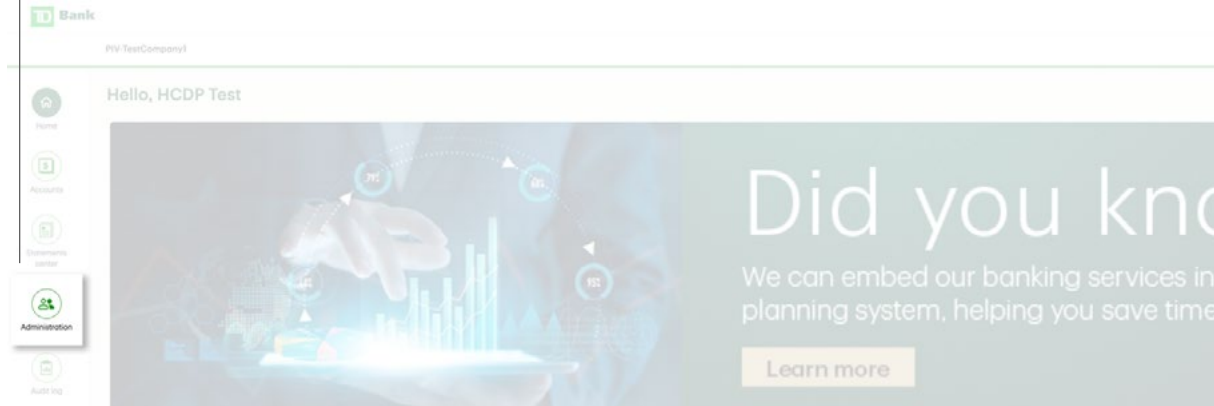 TD Bank
PIV-TestCompany1
Hello, HCDP Test
Home
Accounts
Statements
center
Administration
Audit log
Did you kno
We can embed our banking services in
planning system, helping you save time
Learn more